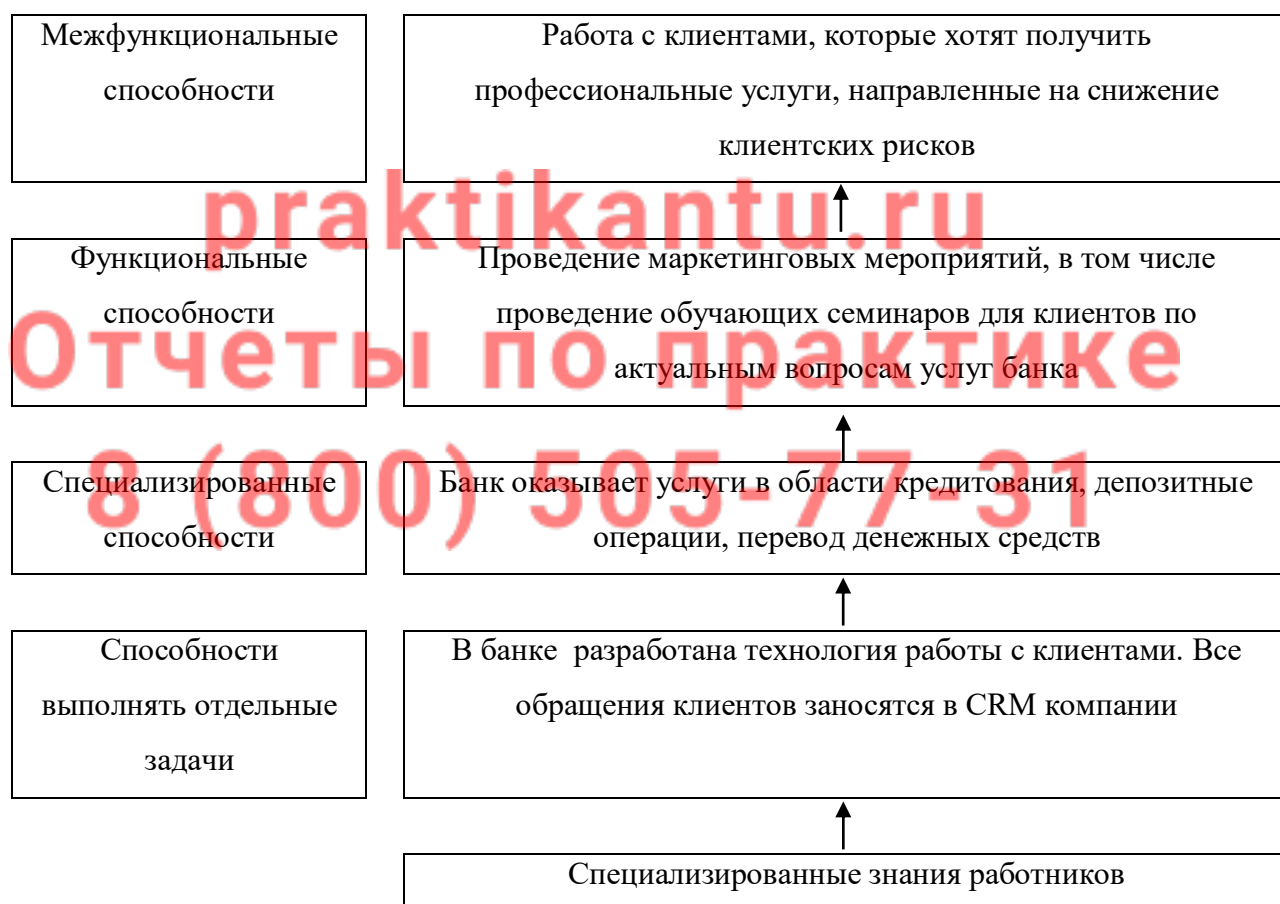 Межфункциональные
способности
Работа с клиентами, которые хотят получить
профессиональные услуги, направленные на снижение
клиентских рисков
praktikantu.ru
Функциональные
способности
Проведение маркетинговых мероприятий, в том числе
проведение обучающих семинаров для клиентов по
актуальным вопросам услуг банка
Отчеты по практике
Специализированные
способности
Банк оказывает услуги в области кредитования, депозитные
операции, перевод денежных средств
8 (800) 505-77-31
Способности
выполнять отдельные
задачи
В банке  разработана технология работы с клиентами. Все
обращения клиентов заносятся в CRM компании
Специализированные знания работников